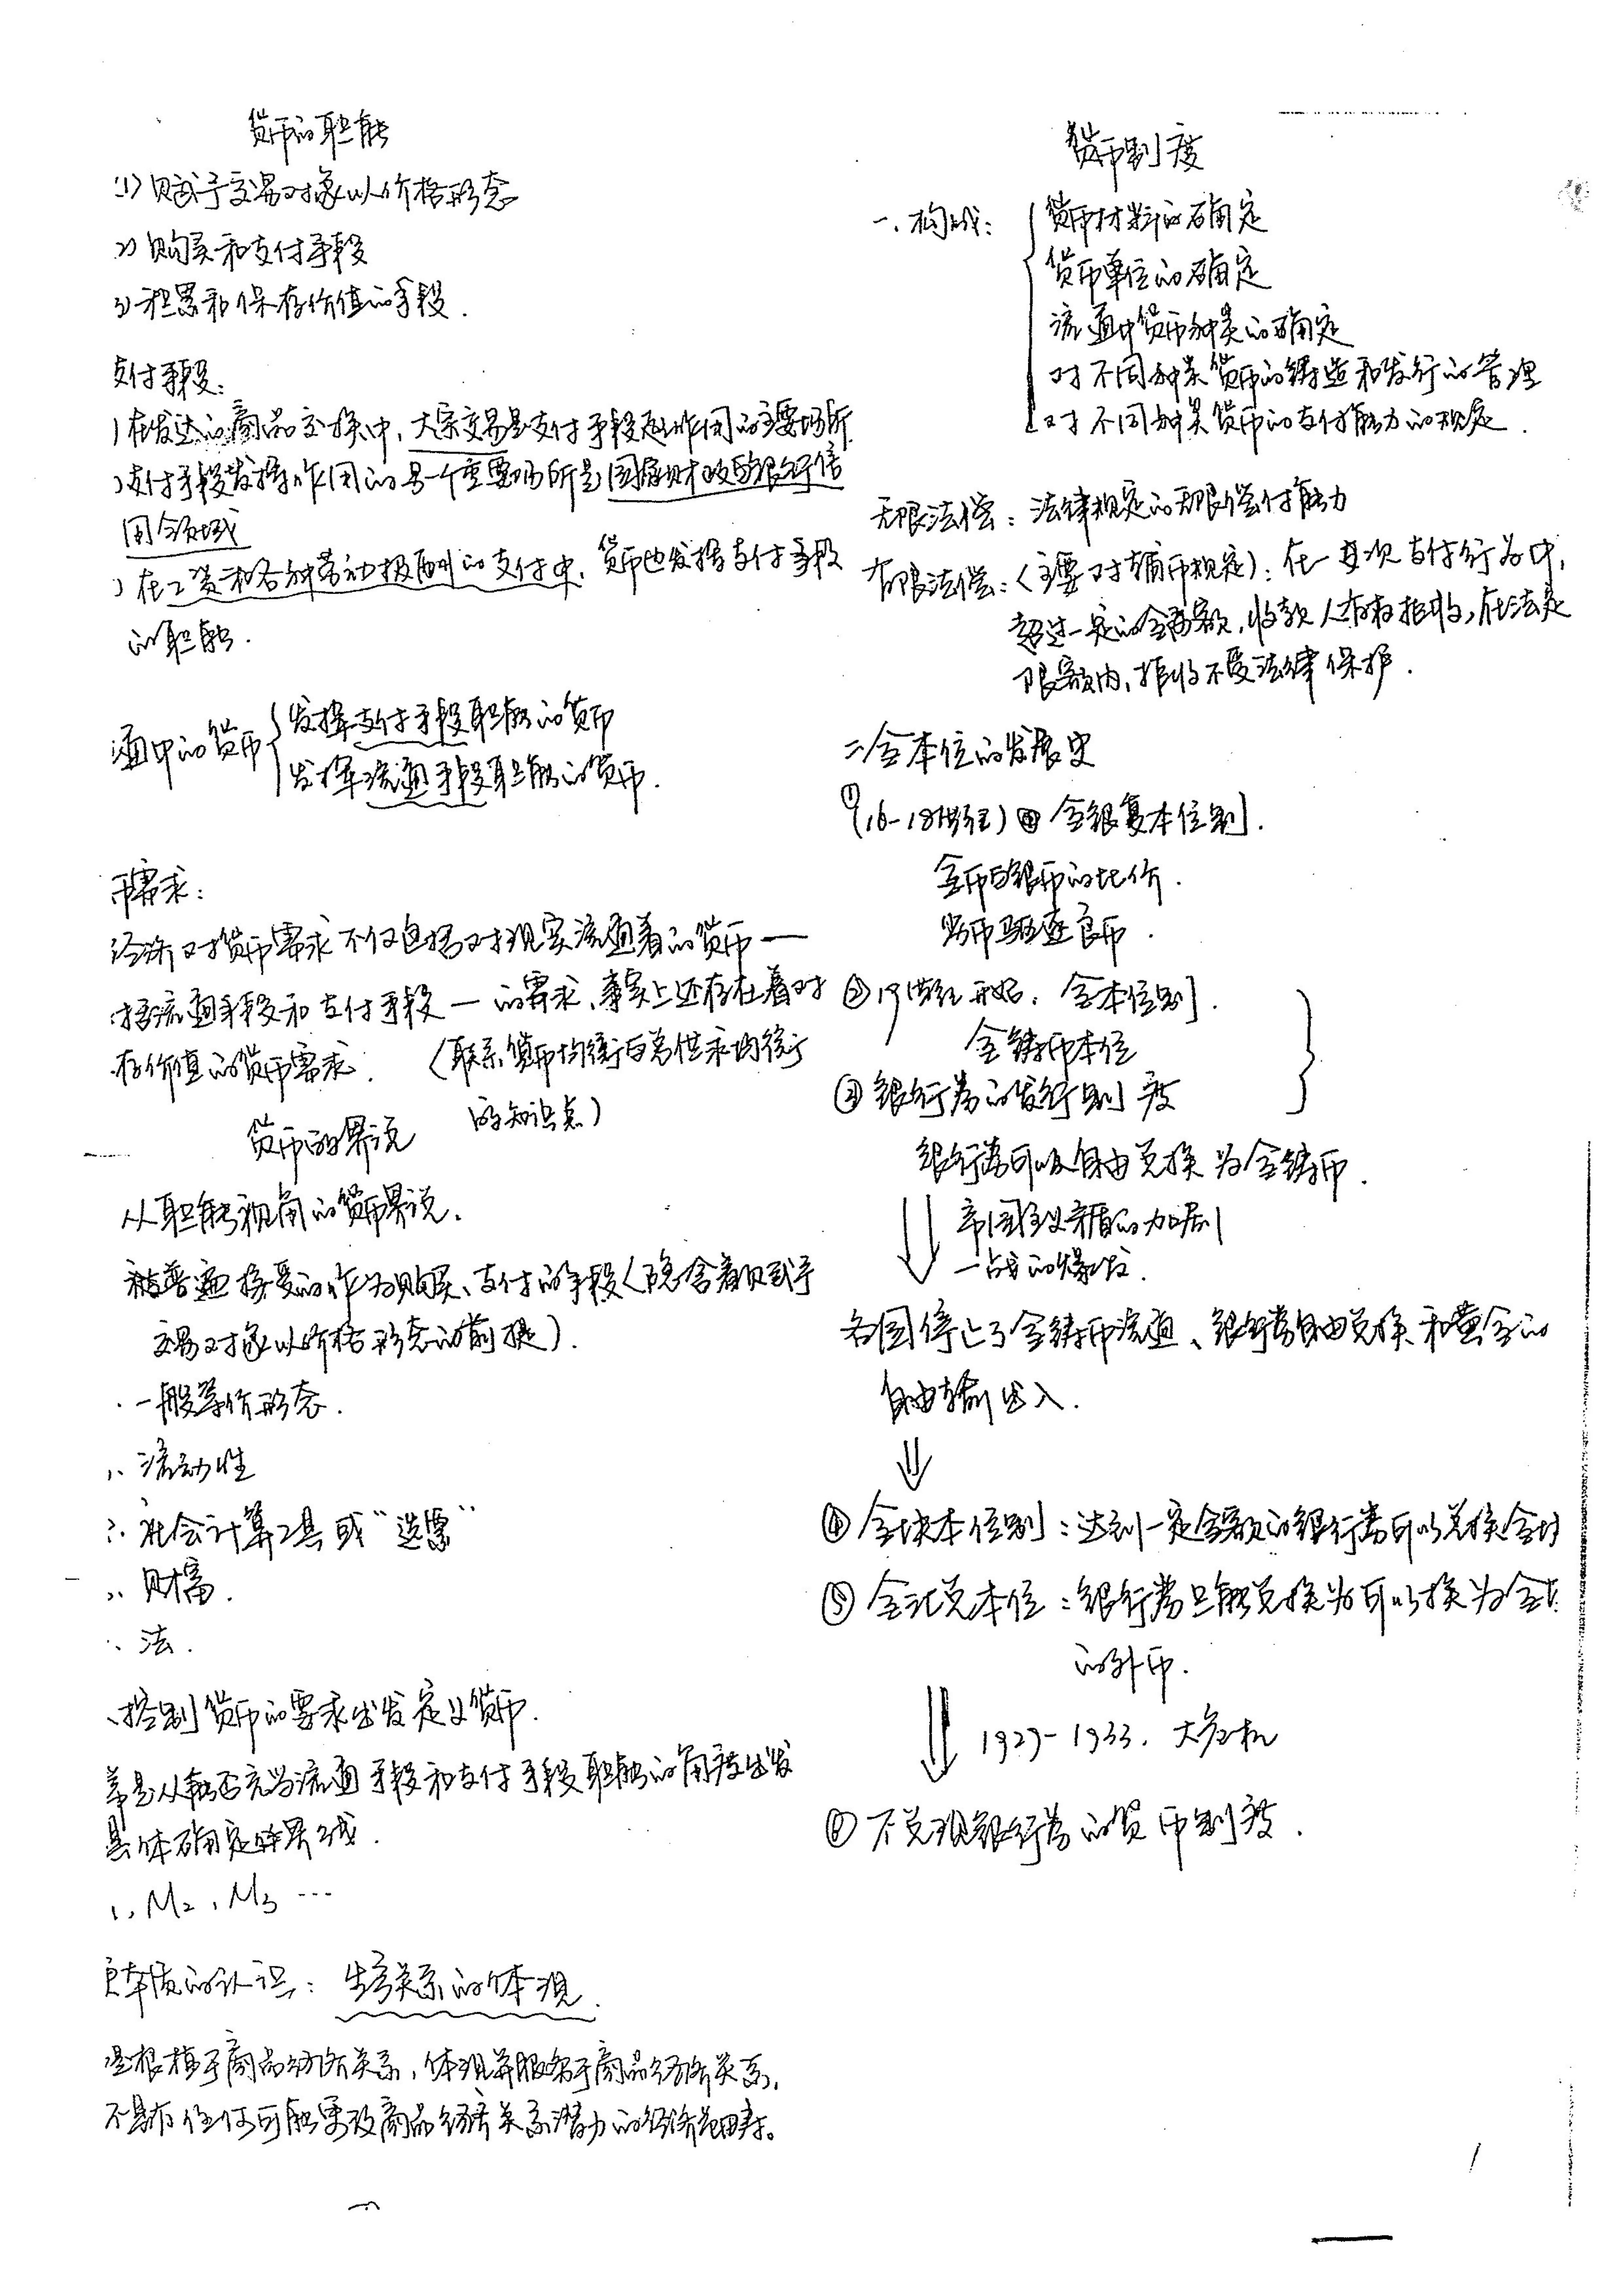 货币的职能
(1) 赋予交易对象以价格形态
2) 购买和支付手段
3) 积累和保存价值的手段.
支付手段:
)在发达的商品交换中,大宗交易是支付手段起作用的主要场所
)支付手段发挥作用的另一个重要场所是国家财政与银行信
用领域
)在工资和各种劳动报酬的支付中,货币也发挥支付手段
的职能.
通中的货币{发挥支付手段职能的货币
发挥流通手段职能的货币.
币需求:
经济对货币需求不仅包括对现实流通着的货币—
括流通手段和支付手段—的需求,事实上还存在着对
存价值的货币需求. (联系货币均衡与总供求均衡
的知识点)
货币的界说
从职能视角的货币界说.
被普遍接受的作为购买、支付的手段(隐含着赋予
交易对象以价格形态的前提).
、一般等价形态.
、流动性
、社会计算工具或“选票”
、财富.
、法.
、控制货币的要求出发定义货币.
若是从能否充当流通手段和支付手段职能的角度出发
具体确定其界线.
1, M2, M3 …
本质的认识: 生产关系的体现.
是根植于商品经济关系,体现并服务于商品经济关系,
不具有任何可能更改商品经济关系潜力的经济范畴。
货币制度
一.构成: {货币材料的确定
货币单位的确定
流通中货币种类的确定
对不同种类货币的铸造和发行的管理
对不同种类货币的支付能力的规定.
无限法偿: 法律规定的无限偿付能力
有限法偿:(主要对辅币规定):在一次支付行为中,
超过一定的金额,收款人有权拒收,在法定
限额内,拒收不受法律保护.
二、金本位的发展史
①(16-18世纪) 金银复本位制.
金币与银币的比价.
劣币驱逐良币.
② 19世纪开始,金本位制.
金铸币本位
③ 银行券的发行制度
银行券可以自由兑换为金铸币.
帝国主义矛盾的加剧
一战的爆发.
各国停止了金铸币流通、银行券自由兑换和黄金的
自由输出入.
④ 金块本位制:达到一定金额的银行券可以兑换金块
⑤ 金汇兑本位:银行券只能兑换为可以换为金
的外币.
1929-1933. 大危机
⑥ 不兑现银行券的货币制度.